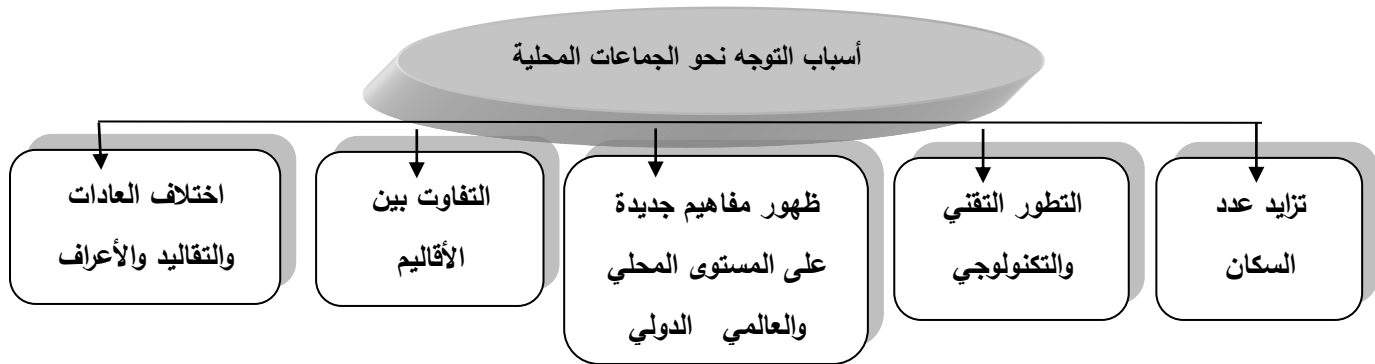 أسباب التوجه نحو الجماعات المحلية
تزايد عدد
السكان
التطور التقني
والتكنولوجي
ظهور مفاهيم جديدة
على المستوى المحلي
والعالمي الدولي
التفاوت بين
الأقاليم
اختلاف العادات
والتقاليد والأعراف